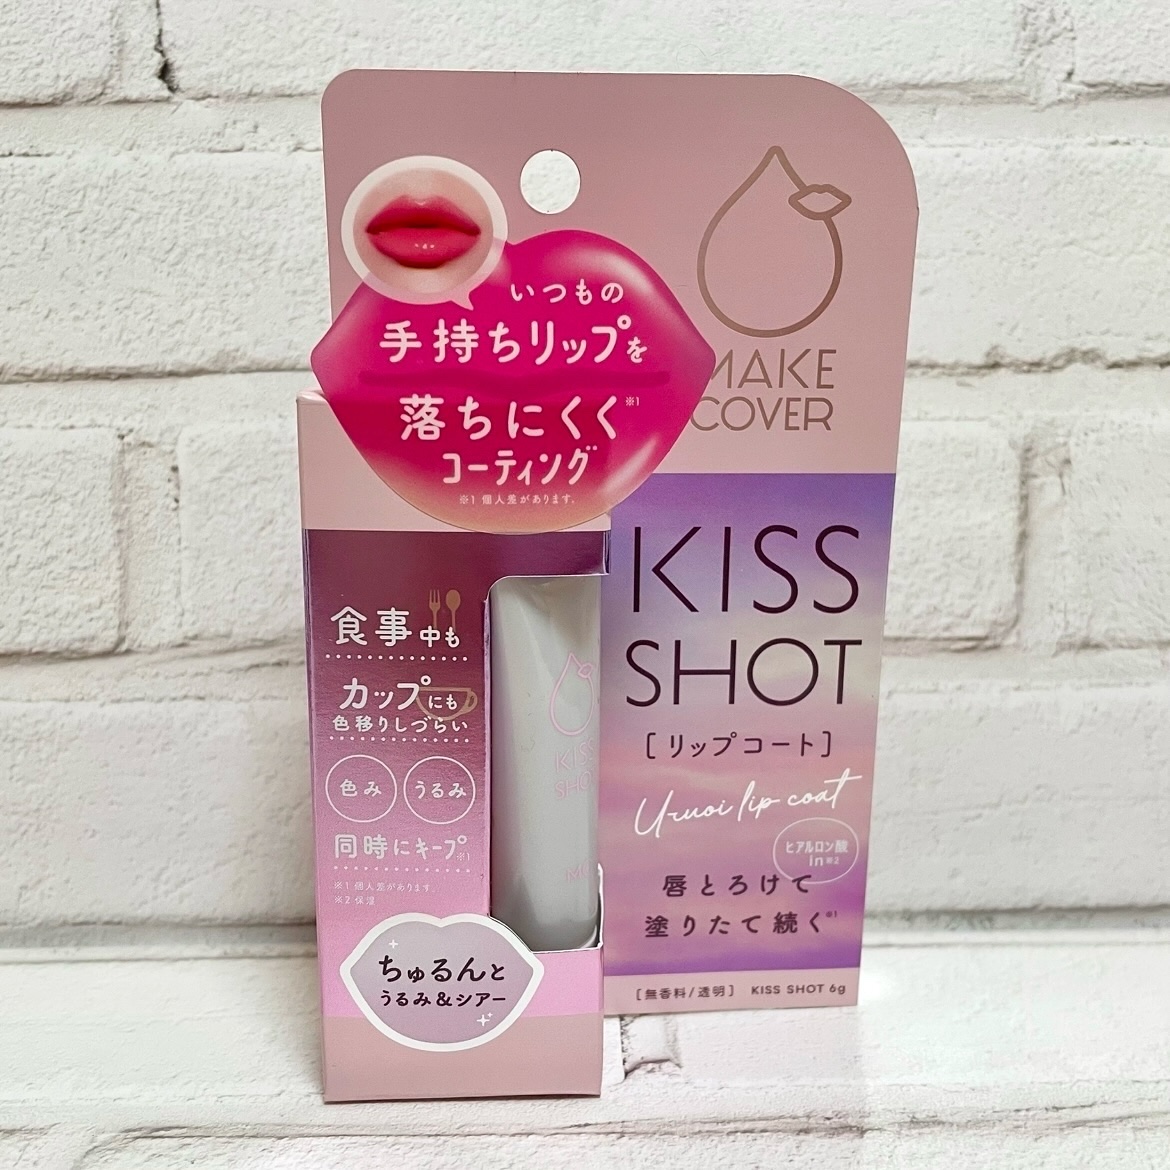 いつもの
手持ちリップを
落ちにくく※1
コーティング
※1 個人差があります。
MAKE
COVER
食事中も
カップにも
色移りしづらい
色み うるみ
同時にキープ※1
※1 個人差があります。
※2 保湿
ちゅるんと
うるみ&シアー
KISS
SHO
KISS
SHOT
[リップコート]
Uruoi lip coat
ヒアルロン酸
in※2
唇とろけて
塗りたて続く※1
[無香料/透明] KISS SHOT 6g